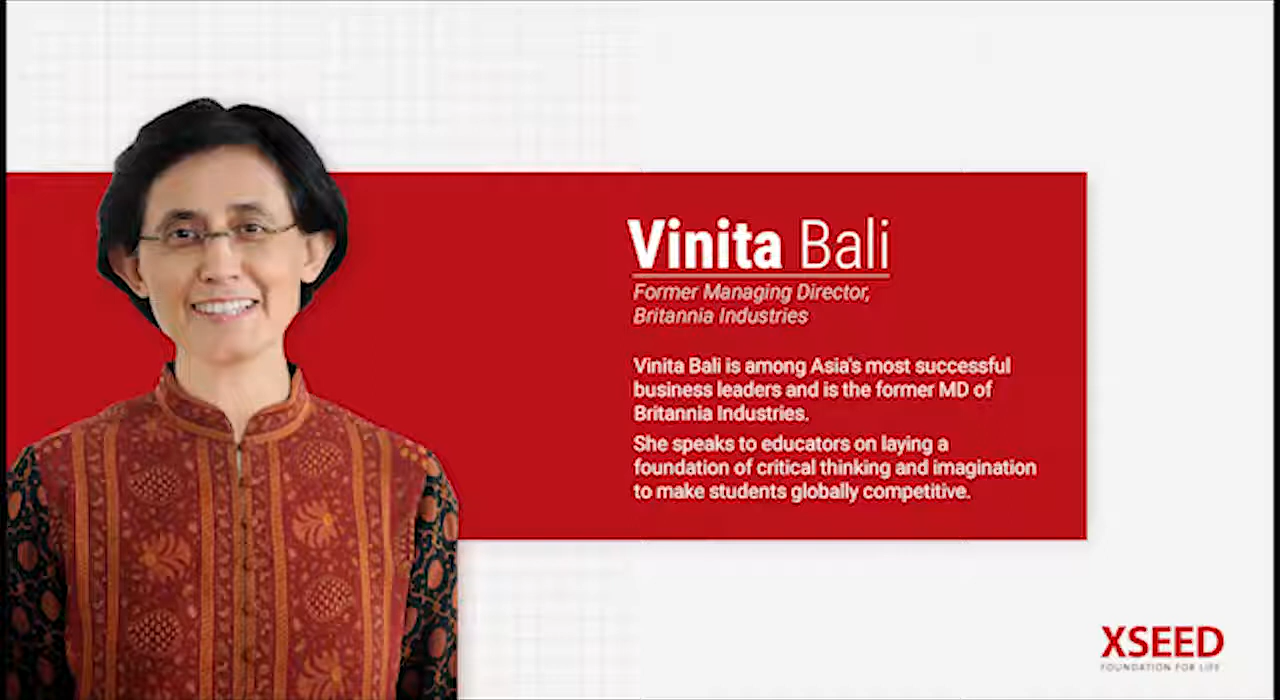 Vinita Bali
Former Managing Director,
Britannia Industries
Vinita Bali is among Asia's most successful
business leaders and is the former MD of
Britannia Industries.
She speaks to educators on laying a
foundation of critical thinking and imagination
to make students globally competitive.
XSEED
FOUNDATION FOR LIFE